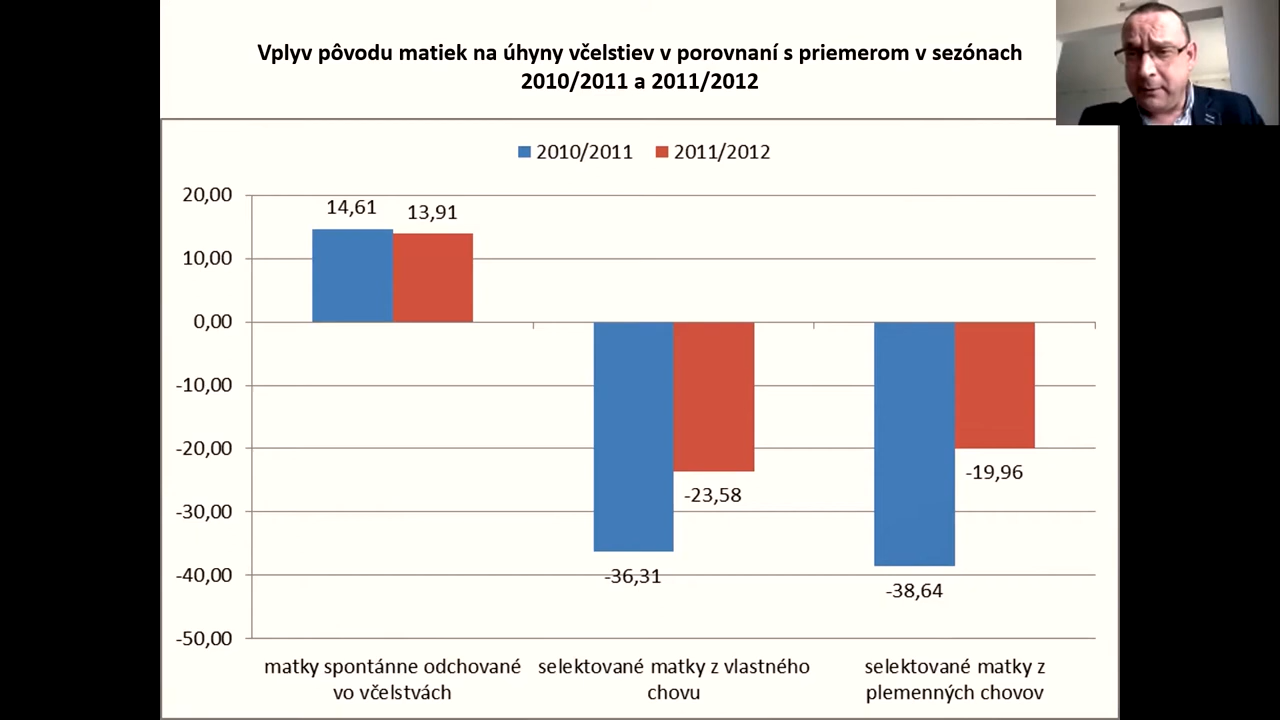 Vplyv pôvodu matiek na úhyny včelstiev v porovnaní s priemerom v sezónach
2010/2011 a 2011/2012
2010/2011 2011/2012
20,00
14,61 13,91
10,00
0,00
-10,00
-20,00
-19,96
-23,58
-30,00
-36,31
-40,00
-38,64
-50,00
matky spontánne odchované
vo včelstvách
selektované matky z vlastného
chovu
selektované matky z
plemenných chovov